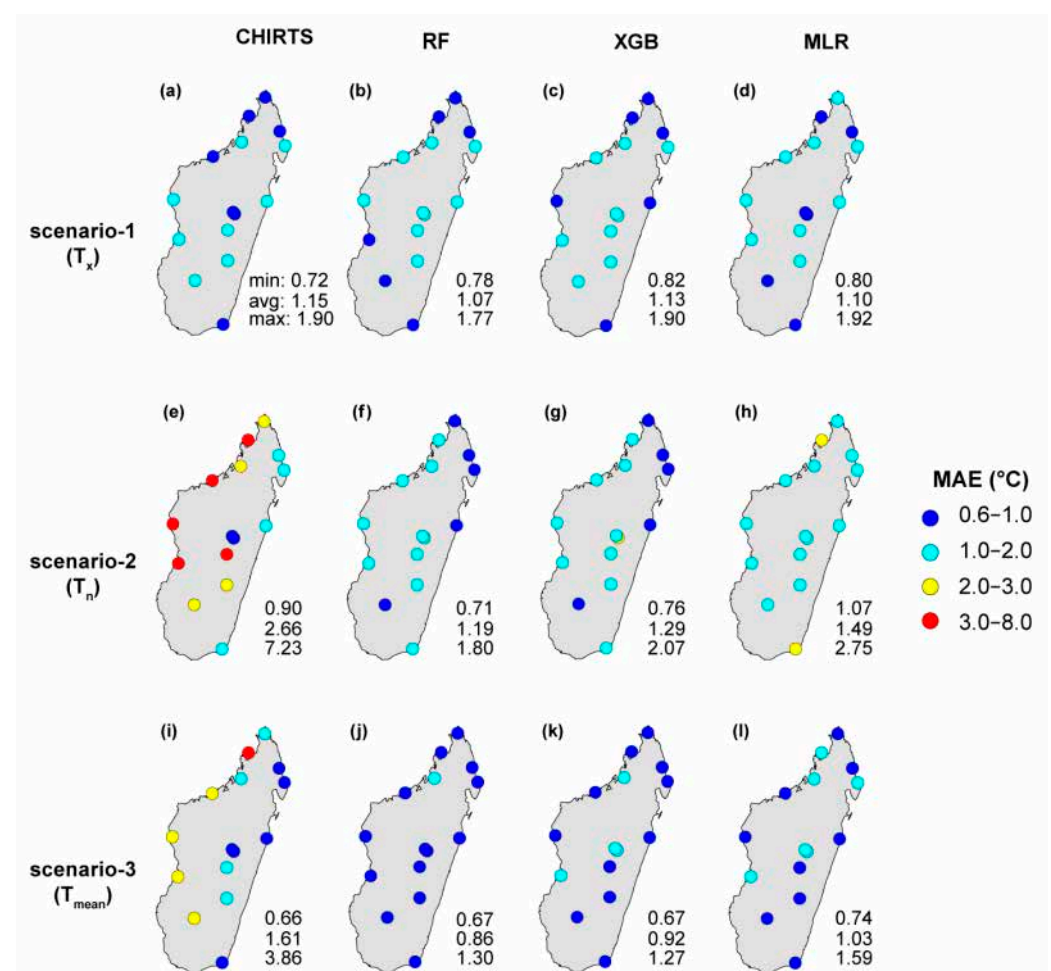 CHIRTS RF XGB MLR
(a) (b) (c) (d)
scenario-1
(Tx)
min: 0.72 0.78 0.82 0.80
avg: 1.15 1.07 1.13 1.10
max: 1.90 1.77 1.90 1.92
(e) (f) (g) (h)
MAE (°C)
0.6–1.0
1.0–2.0
2.0–3.0
3.0–8.0
scenario-2
(Tn)
0.90 0.71 0.76 1.07
2.66 1.19 1.29 1.49
7.23 1.80 2.07 2.75
(i) (j) (k) (l)
scenario-3
(Tmean)
0.66 0.67 0.67 0.74
1.61 0.86 0.92 1.03
3.86 1.30 1.27 1.59